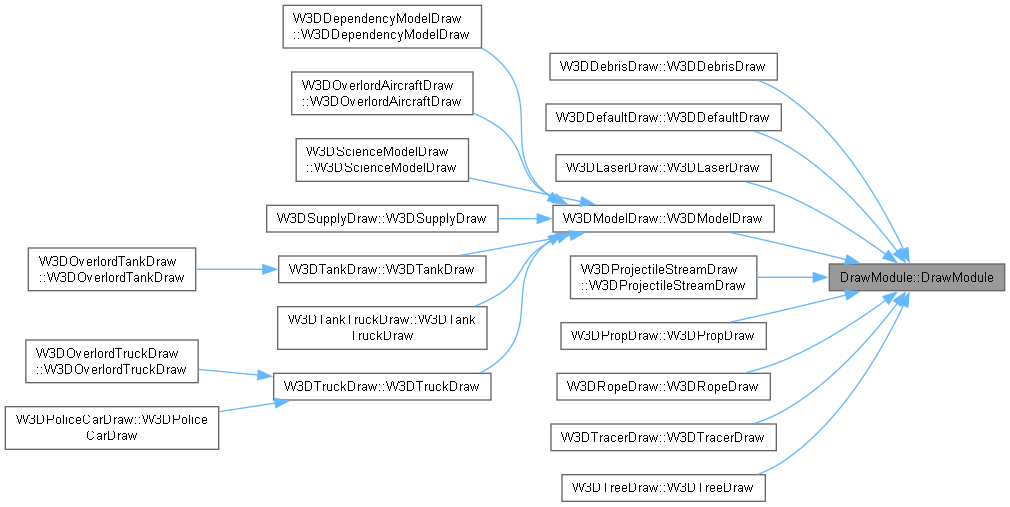 W3DDependencyModelDraw
::W3DDependencyModelDraw
W3DOverlordAircraftDraw
::W3DOverlordAircraftDraw
W3DScienceModelDraw
::W3DScienceModelDraw
W3DSupplyDraw::W3DSupplyDraw
W3DOverlordTankDraw
::W3DOverlordTankDraw
W3DTankDraw::W3DTankDraw
W3DTankTruckDraw::W3DTank
TruckDraw
W3DOverlordTruckDraw
::W3DOverlordTruckDraw
W3DTruckDraw::W3DTruckDraw
W3DPoliceCarDraw::W3DPolice
CarDraw
W3DDebrisDraw::W3DDebrisDraw
W3DDefaultDraw::W3DDefaultDraw
W3DLaserDraw::W3DLaserDraw
W3DModelDraw::W3DModelDraw
W3DProjectileStreamDraw
::W3DProjectileStreamDraw
W3DPropDraw::W3DPropDraw
W3DRopeDraw::W3DRopeDraw
W3DTracerDraw::W3DTracerDraw
W3DTreeDraw::W3DTreeDraw
DrawModule::DrawModule